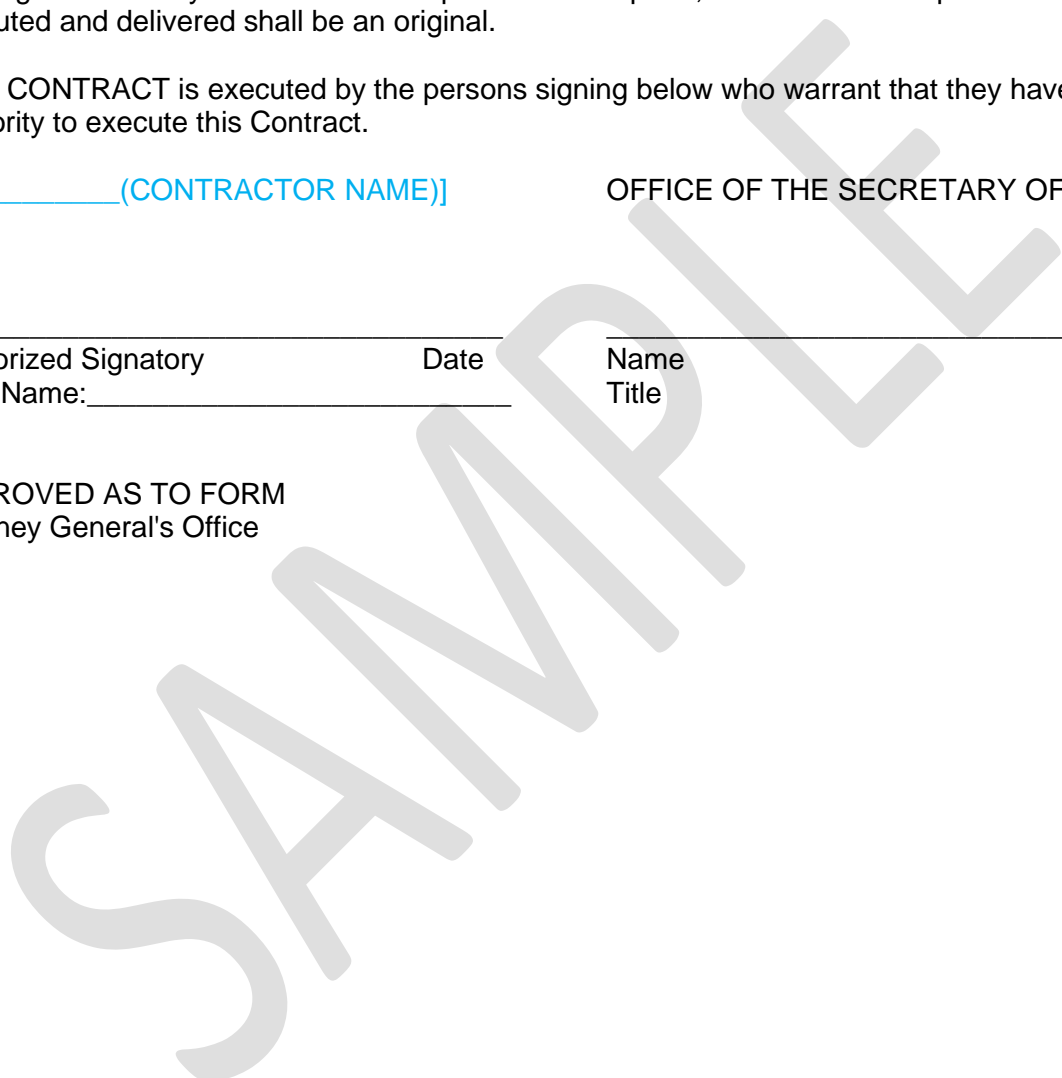 uted and delivered shall be an original.
CONTRACT is executed by the persons signing below who warrant that they have
ority to execute this Contract.
________(CONTRACTOR NAME)] OFFICE OF THE SECRETARY OF
orized Signatory Date Name
Name:__________________________ Title
ROVED AS TO FORM
ney General's Office
SAMPLE